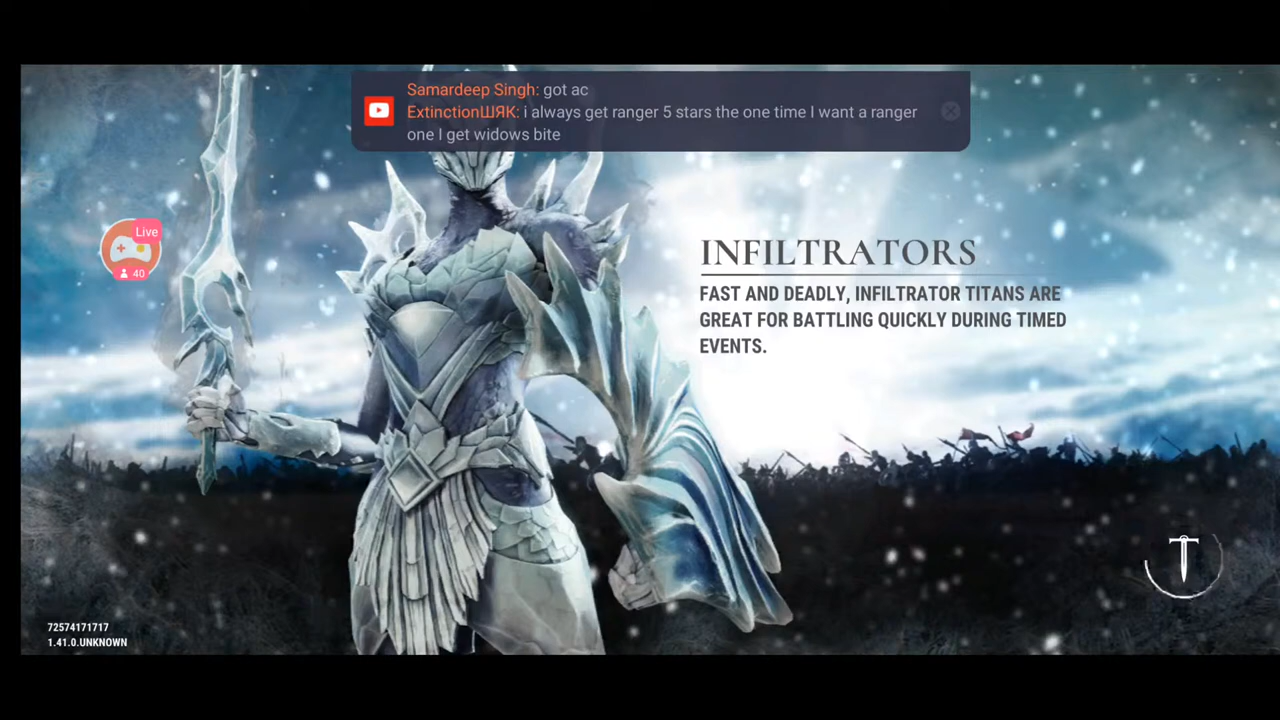 Samardeep Singh: got ac
ExtinctionШЯK: i always get ranger 5 stars the one time I want a ranger
one I get widows bite
Live
40
INFILTRATORS
FAST AND DEADLY, INFILTRATOR TITANS ARE
GREAT FOR BATTLING QUICKLY DURING TIMED
EVENTS.
72574171717
1.41.0.UNKNOWN